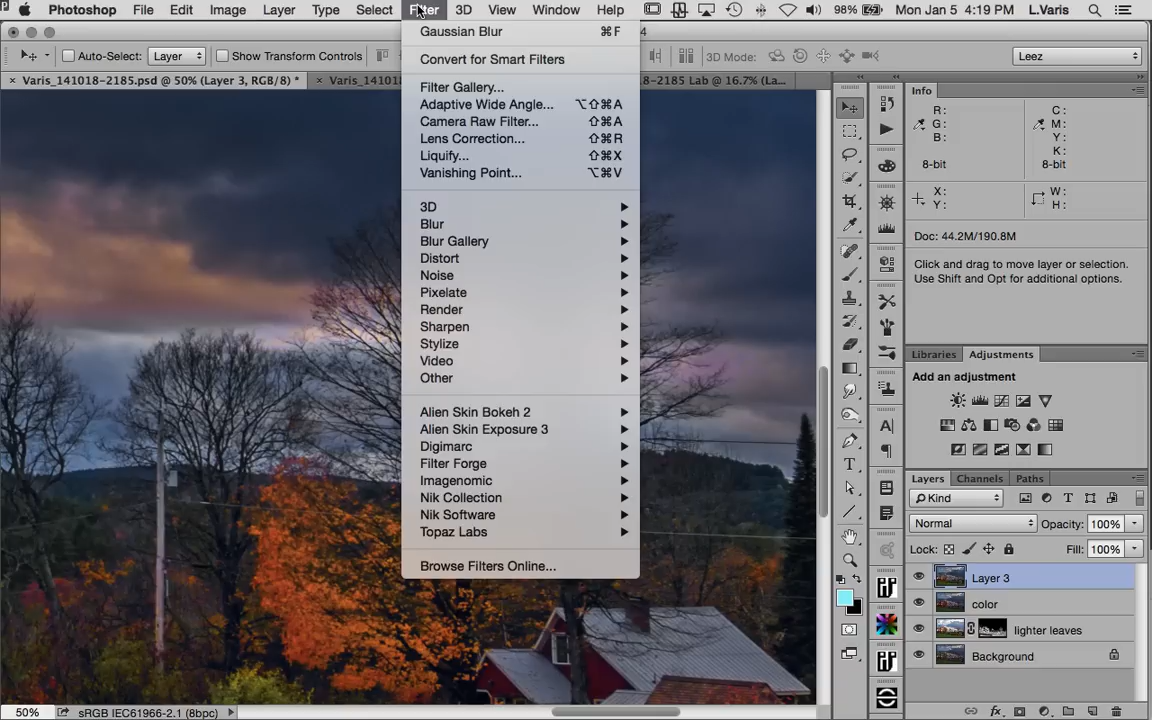 Photoshop File Edit Image Layer Type Select Filter 3D View Window Help 98% Mon Jan 5 4:19 PM L.Varis
Auto-Select: Layer Show Transform Controls 3D Mode: Leez
Varis_141018-2185.psd @ 50% (Layer 3, RGB/8) * Varis_1410 8-2185 Lab @ 16.7% (La...
Gaussian Blur ⌘F
Convert for Smart Filters
Filter Gallery...
Adaptive Wide Angle... ⌥⇧⌘A
Camera Raw Filter... ⇧⌘A
Lens Correction... ⇧⌘R
Liquify... ⇧⌘X
Vanishing Point... ⌥⌘V
3D
Blur
Blur Gallery
Distort
Noise
Pixelate
Render
Sharpen
Stylize
Video
Other
Alien Skin Bokeh 2
Alien Skin Exposure 3
Digimarc
Filter Forge
Imagenomic
Nik Collection
Nik Software
Topaz Labs
Browse Filters Online...
Info
R: C:
G: M:
B: Y:
K:
8-bit 8-bit
X: W:
Y: H:
Doc: 44.2M/190.8M
Click and drag to move layer or selection.
Use Shift and Opt for additional options.
Libraries Adjustments
Add an adjustment
Layers Channels Paths
Kind
Normal Opacity: 100%
Lock: Fill: 100%
Layer 3
color
lighter leaves
Background
50% sRGB IEC61966-2.1 (8bpc)